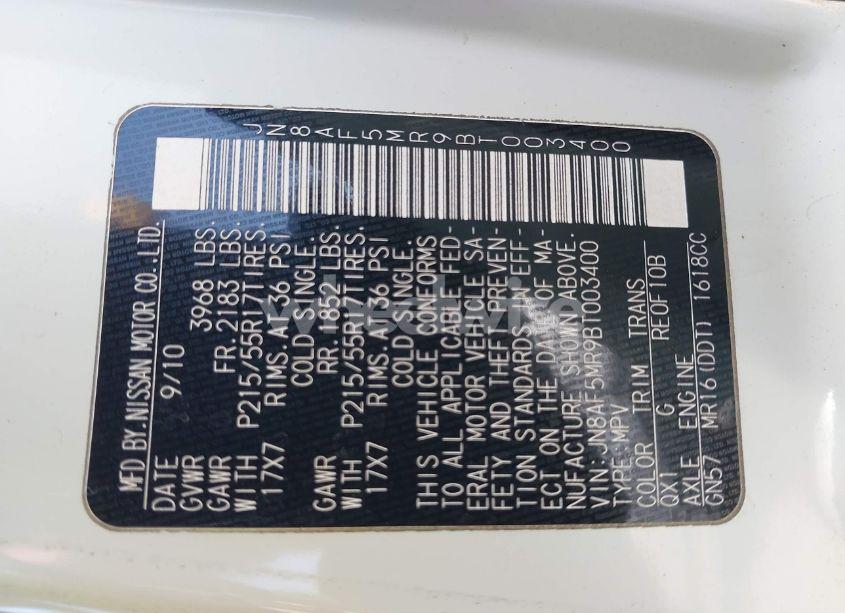 JN8AF5MR9BT003400
MFD BY.NISSAN MOTOR CO.,LTD.
DATE 9/10
GVWR 3968 LBS.
GAWR FR.2183 LBS.
WITH P215/55R17TIRES.
17X7 RIMS.AT 36 PSI
COLD SINGLE.
GAWR RR.1852 LBS.
WITH P215/55R17TIRES.
17X7 RIMS.AT 36 PSI
COLD SINGLE.
THIS VEHICLE CONFORMS
TO ALL APPLICABLE FED-
ERAL MOTOR VEHICLE SA-
FETY AND THEFT PREVEN-
TION STANDARDS IN EFF-
ECT ON THE DATE OF MA-
NUFACTURE SHOWN ABOVE.
VIN:JN8AF5MR9BT003400
TYPE:MPV
COLOR TRIM TRANS
QX1 G RE0F10B
AXLE ENGINE
GN57 MR16(DDT) 1618CC